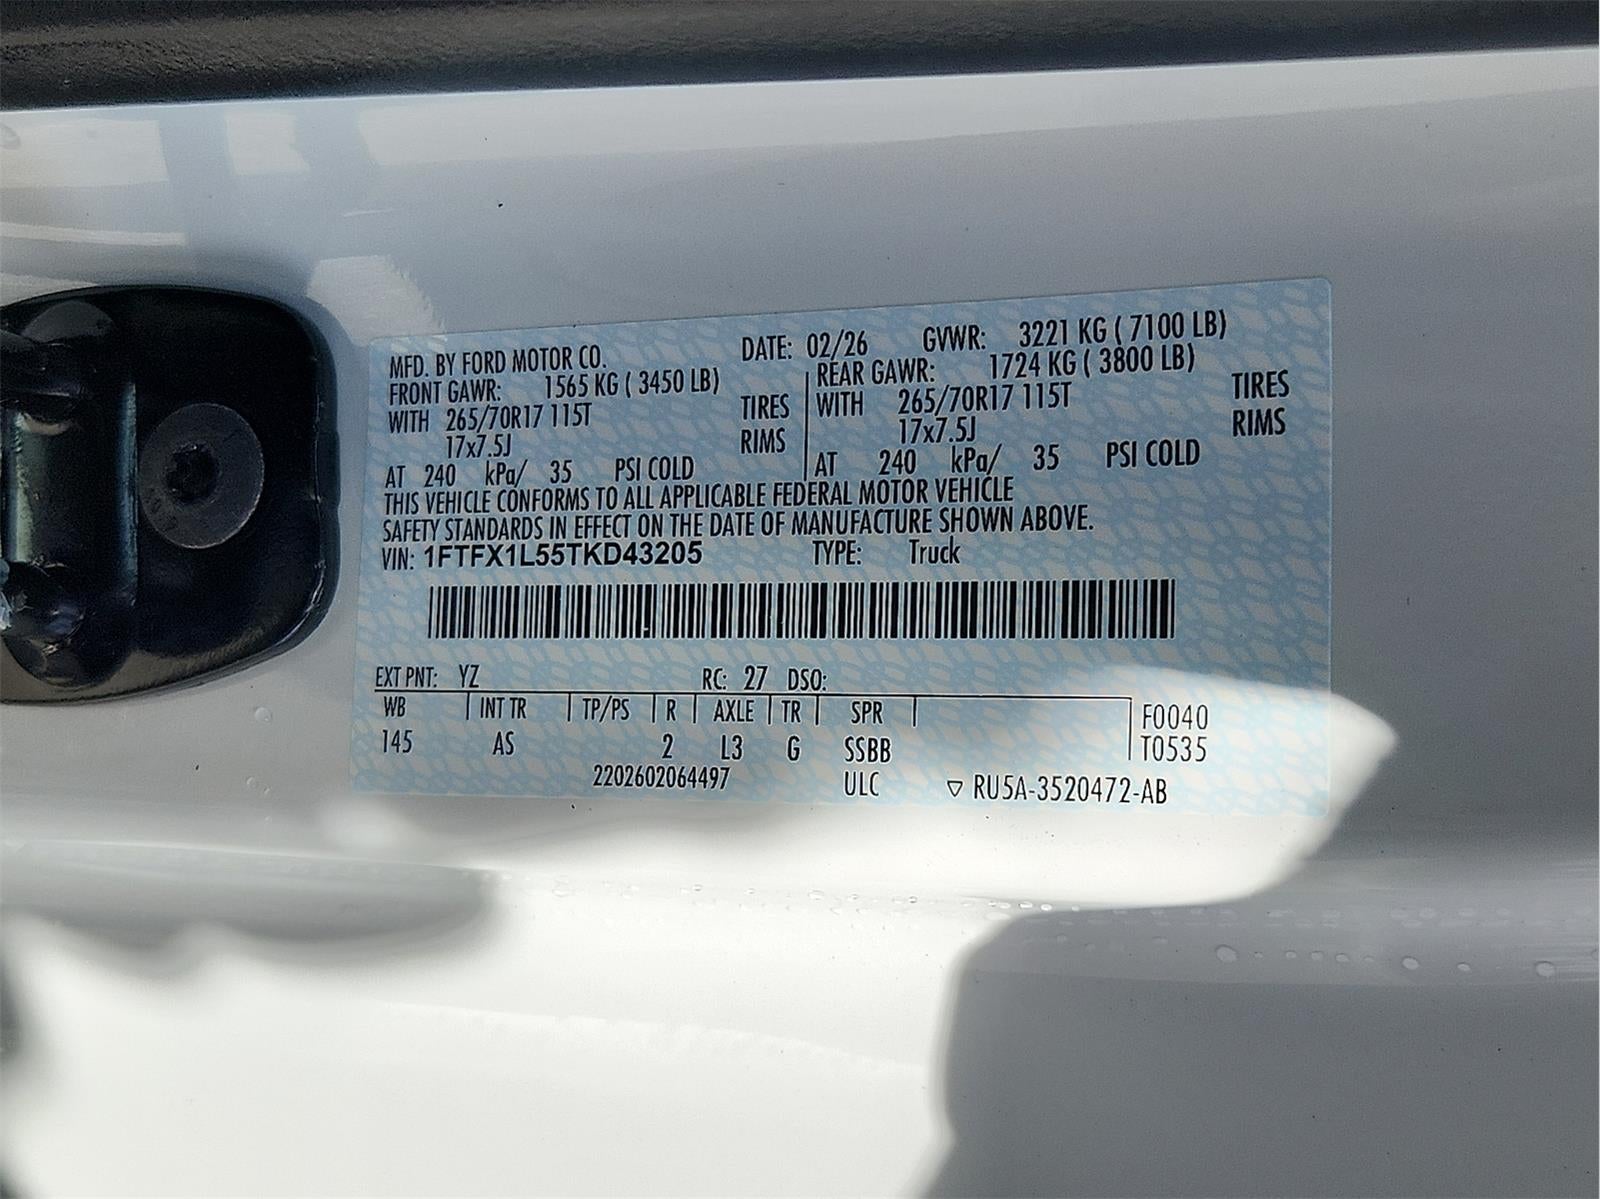 MFD. BY FORD MOTOR CO. DATE: 02/26 GVWR: 3221 KG ( 7100 LB)
FRONT GAWR: 1565 KG ( 3450 LB) REAR GAWR: 1724 KG ( 3800 LB)
WITH 265/70R17 115T TIRES WITH 265/70R17 115T TIRES
17x7.5J RIMS 17x7.5J RIMS
AT 240 kPa/ 35 PSI COLD AT 240 kPa/ 35 PSI COLD
THIS VEHICLE CONFORMS TO ALL APPLICABLE FEDERAL MOTOR VEHICLE
SAFETY STANDARDS IN EFFECT ON THE DATE OF MANUFACTURE SHOWN ABOVE.
VIN: 1FTFX1L55TKD43205 TYPE: Truck
EXT PNT: YZ RC: 27 DSO:
WB INT TR TP/PS R AXLE TR SPR F0040
145 AS 2 L3 G SSBB T0535
2202602064497 ULC ▽ RU5A-3520472-AB